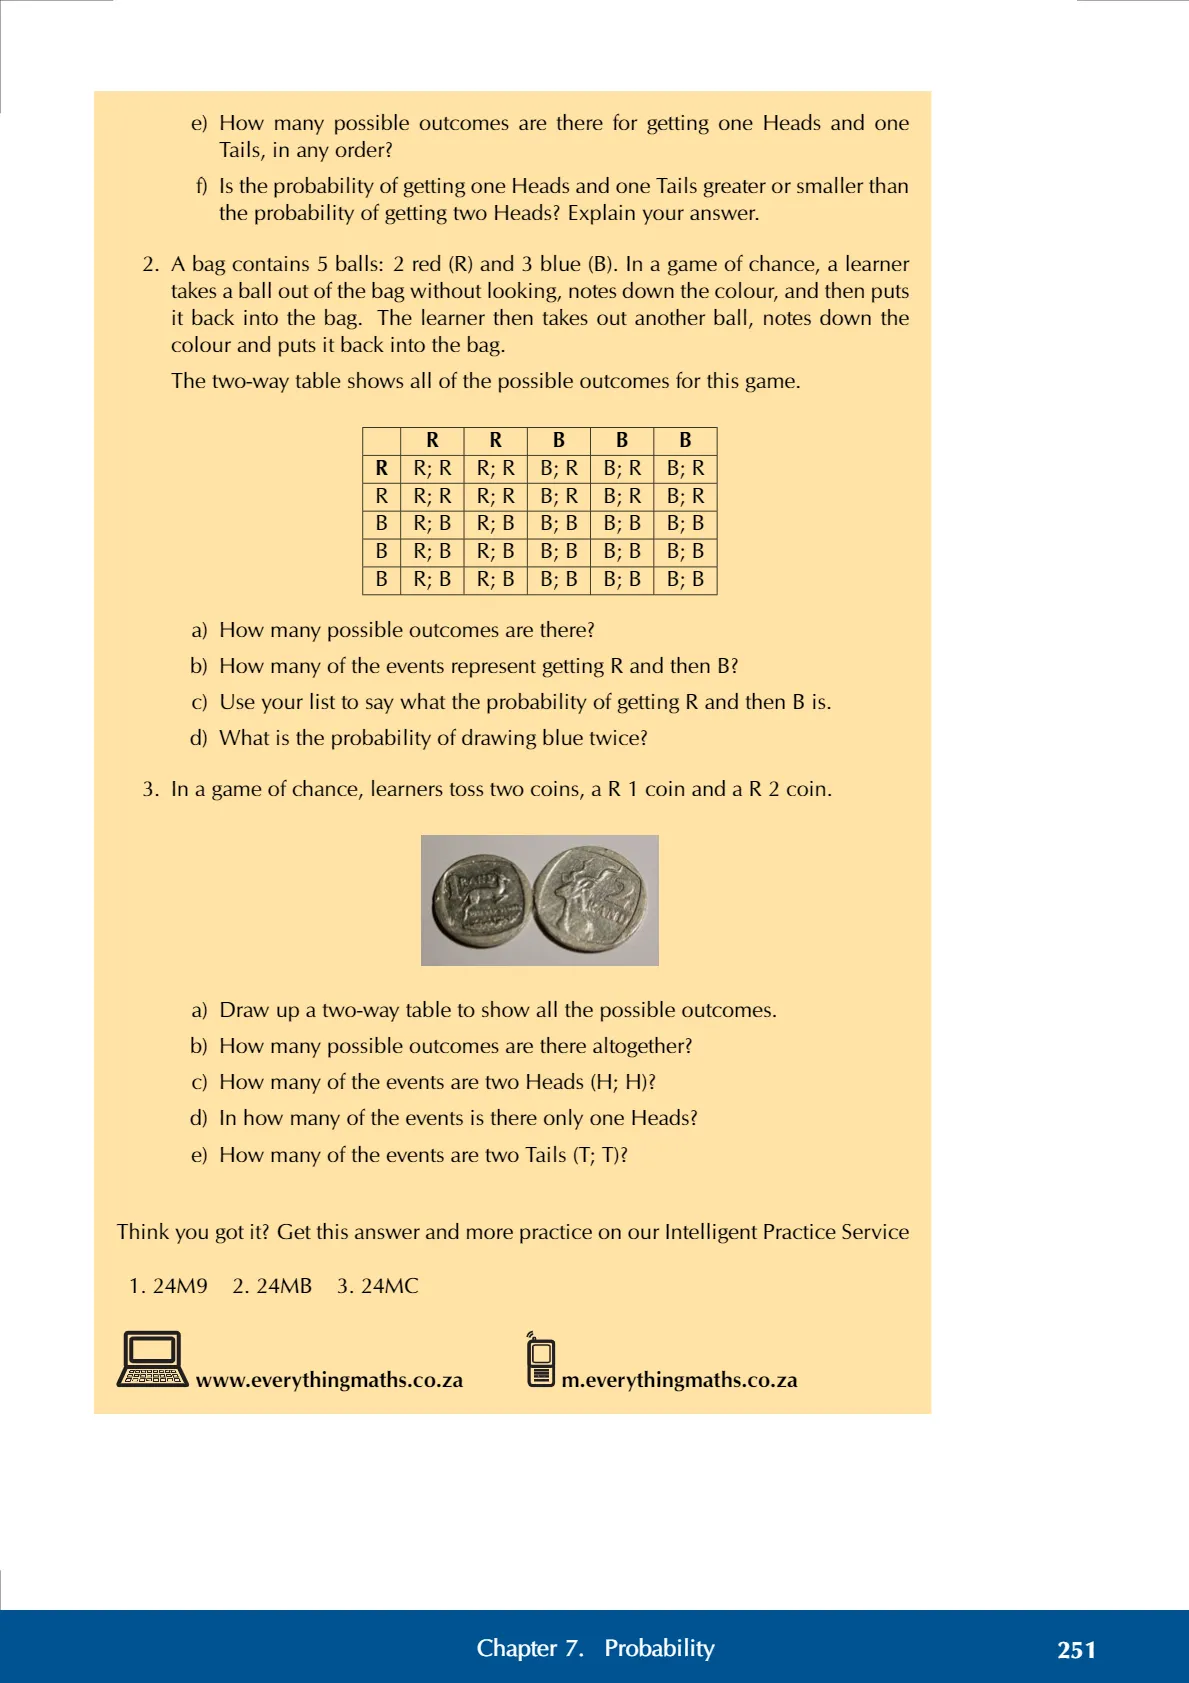 e) How many possible outcomes are there for getting one Heads and one
Tails, in any order?
f) Is the probability of getting one Heads and one Tails greater or smaller than
the probability of getting two Heads? Explain your answer.
2. A bag contains 5 balls: 2 red (R) and 3 blue (B). In a game of chance, a learner
takes a ball out of the bag without looking, notes down the colour, and then puts
it back into the bag. The learner then takes out another ball, notes down the
colour and puts it back into the bag.
The two-way table shows all of the possible outcomes for this game.
R R B B B
R R; R R; R B; R B; R B; R
R R; R R; R B; R B; R B; R
B R; B R; B B; B B; B B; B
B R; B R; B B; B B; B B; B
B R; B R; B B; B B; B B; B
a) How many possible outcomes are there?
b) How many of the events represent getting R and then B?
c) Use your list to say what the probability of getting R and then B is.
d) What is the probability of drawing blue twice?
3. In a game of chance, learners toss two coins, a R 1 coin and a R 2 coin.
1 RAND
2 RAND
a) Draw up a two-way table to show all the possible outcomes.
b) How many possible outcomes are there altogether?
c) How many of the events are two Heads (H; H)?
d) In how many of the events is there only one Heads?
e) How many of the events are two Tails (T; T)?
Think you got it? Get this answer and more practice on our Intelligent Practice Service
1. 24M9 2. 24MB 3. 24MC
www.everythingmaths.co.za m.everythingmaths.co.za
Chapter 7. Probability 251